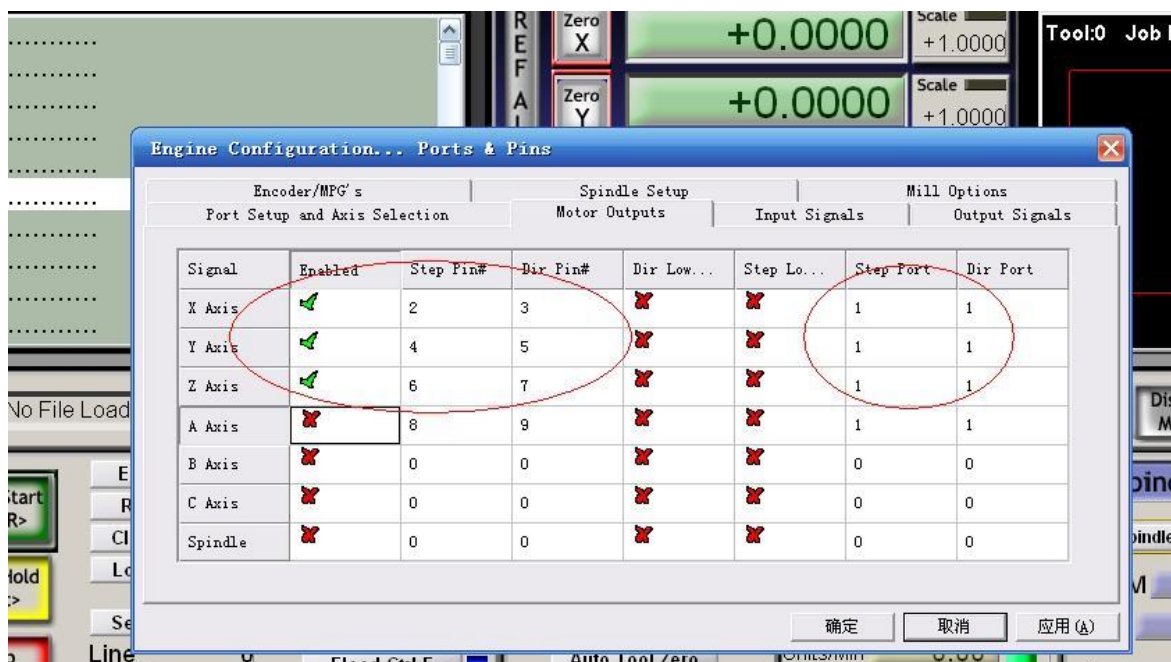 REF A
Zero X
+0.0000
Scale
+1.0000
Tool:0 Job
Zero Y
+0.0000
Scale
+1.0000
Engine Configuration... Ports & Pins
Encoder/MPG's Spindle Setup Mill Options
Port Setup and Axis Selection Motor Outputs Input Signals Output Signals
Signal Enabled Step Pin# Dir Pin# Dir Low... Step Lo... Step Port Dir Port
X Axis 2 3 1 1
Y Axis 4 5 1 1
Z Axis 6 7 1 1
A Axis 8 9 1 1
B Axis 0 0 0 0
C Axis 0 0 0 0
Spindle 0 0 0 0
确定 取消 应用(A)
No File Load
Line